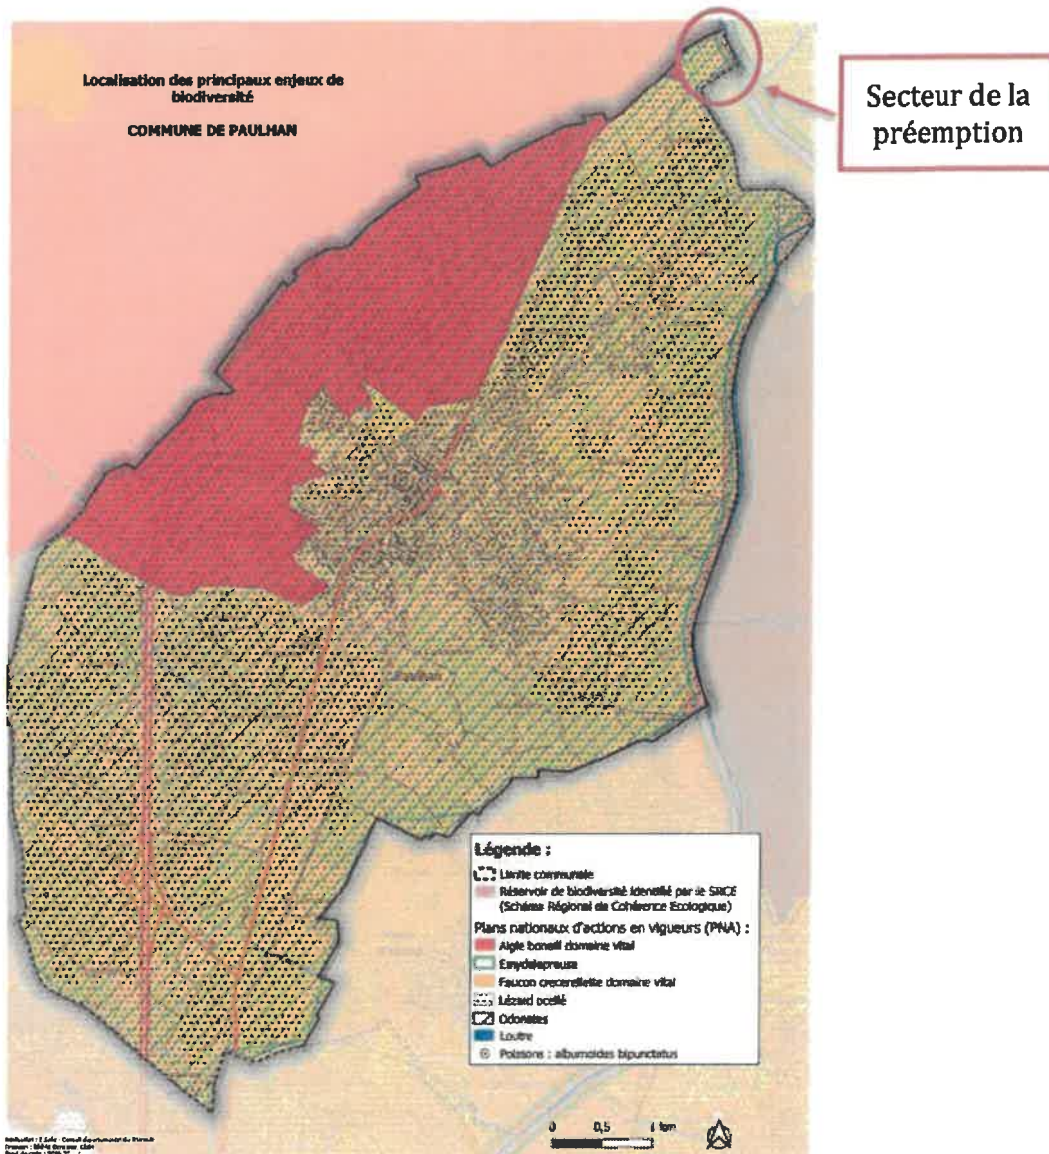 Localisation des principaux enjeux de
biodiversité
COMMUNE DE PAULHAN
Secteur de la
préemption
Paulhan
Légende :
Limite communale
Réservoir de biodiversité identifié par le SRCE
(Schéma Régional de Cohérence Ecologique)
Plans nationaux d'actions en vigueurs (PNA) :
Aigle bonelli domaine vital
Emydelepreuse
Faucon crecerellette domaine vital
Lézard ocellé
Odonates
Loutre
Poissons : alburnoides bipunctatus
0 0,5 1 km